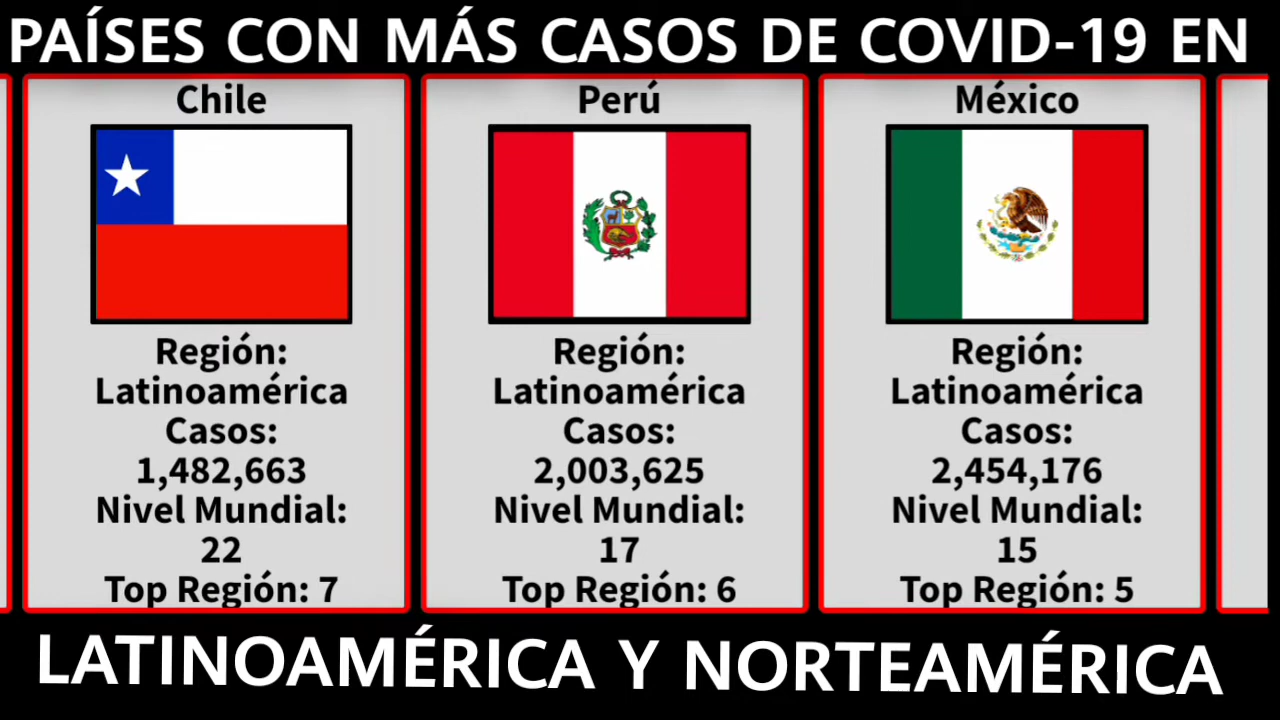 PAÍSES CON MÁS CASOS DE COVID-19 EN
Chile
Región:
Latinoamérica
Casos:
1,482,663
Nivel Mundial:
22
Top Región: 7
Perú
Región:
Latinoamérica
Casos:
2,003,625
Nivel Mundial:
17
Top Región: 6
México
Región:
Latinoamérica
Casos:
2,454,176
Nivel Mundial:
15
Top Región: 5
LATINOAMÉRICA Y NORTEAMÉRICA